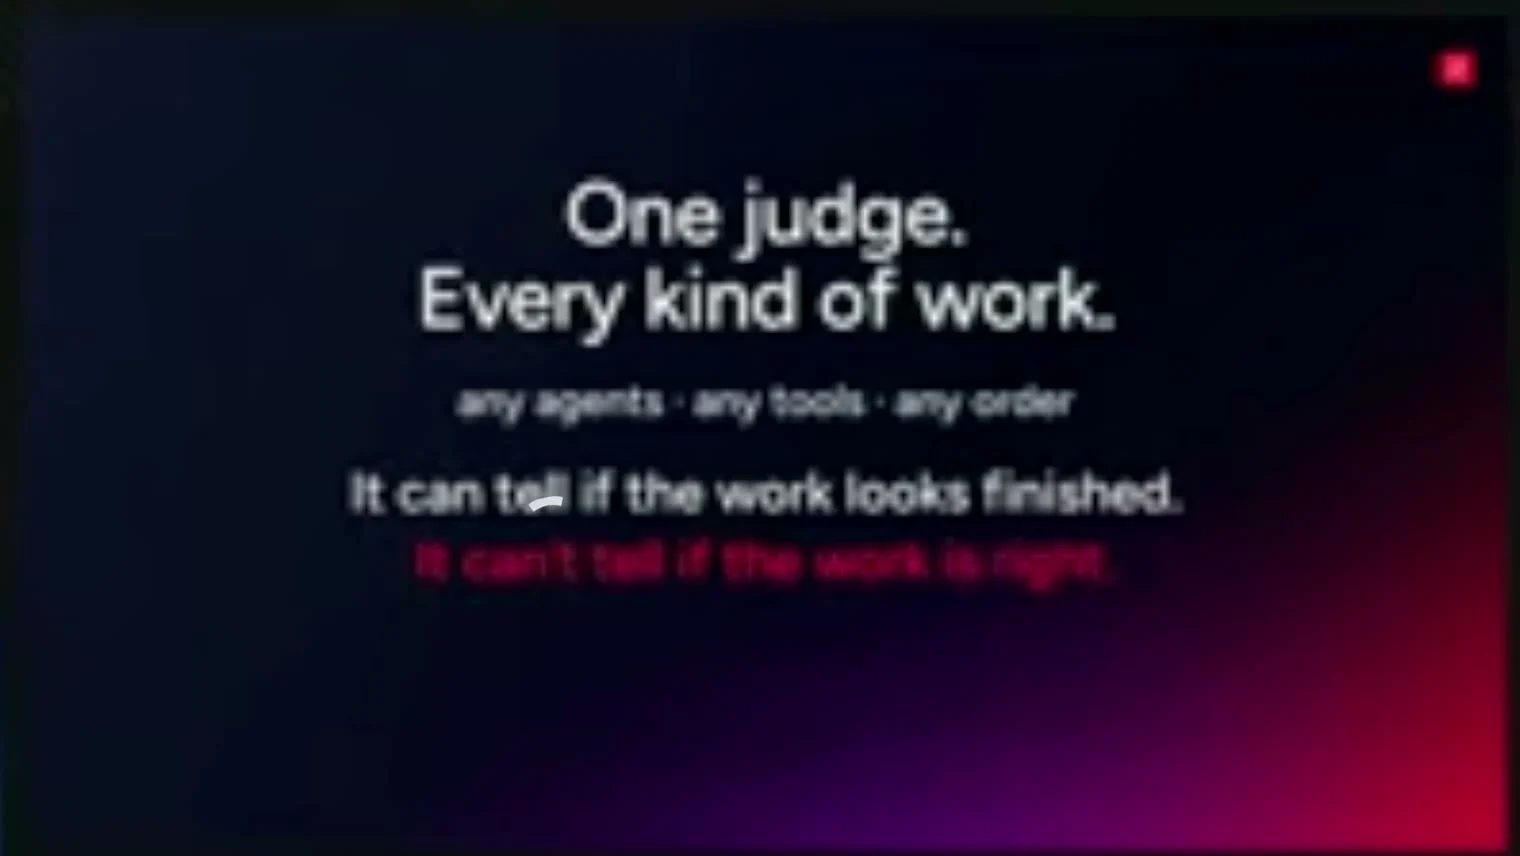 One judge.
Every kind of work.
any agents · any tools · any order
It can tell if the work looks finished.
It can't tell if the work is right.